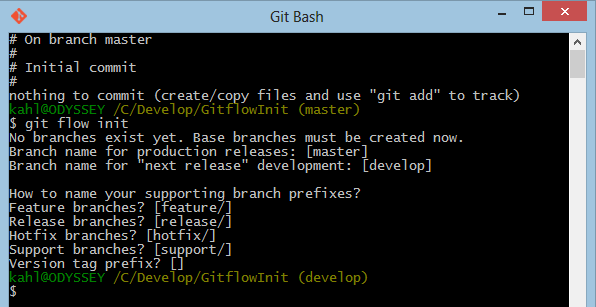 Git Bash
# On branch master
#
# Initial commit
#
nothing to commit (create/copy files and use "git add" to track)
kahl@ODYSSEY /C/Develop/GitflowInit (master)
$ git flow init
No branches exist yet. Base branches must be created now.
Branch name for production releases: [master]
Branch name for "next release" development: [develop]
How to name your supporting branch prefixes?
Feature branches? [feature/]
Release branches? [release/]
Hotfix branches? [hotfix/]
Support branches? [support/]
Version tag prefix? []
kahl@ODYSSEY /C/Develop/GitflowInit (develop)
$